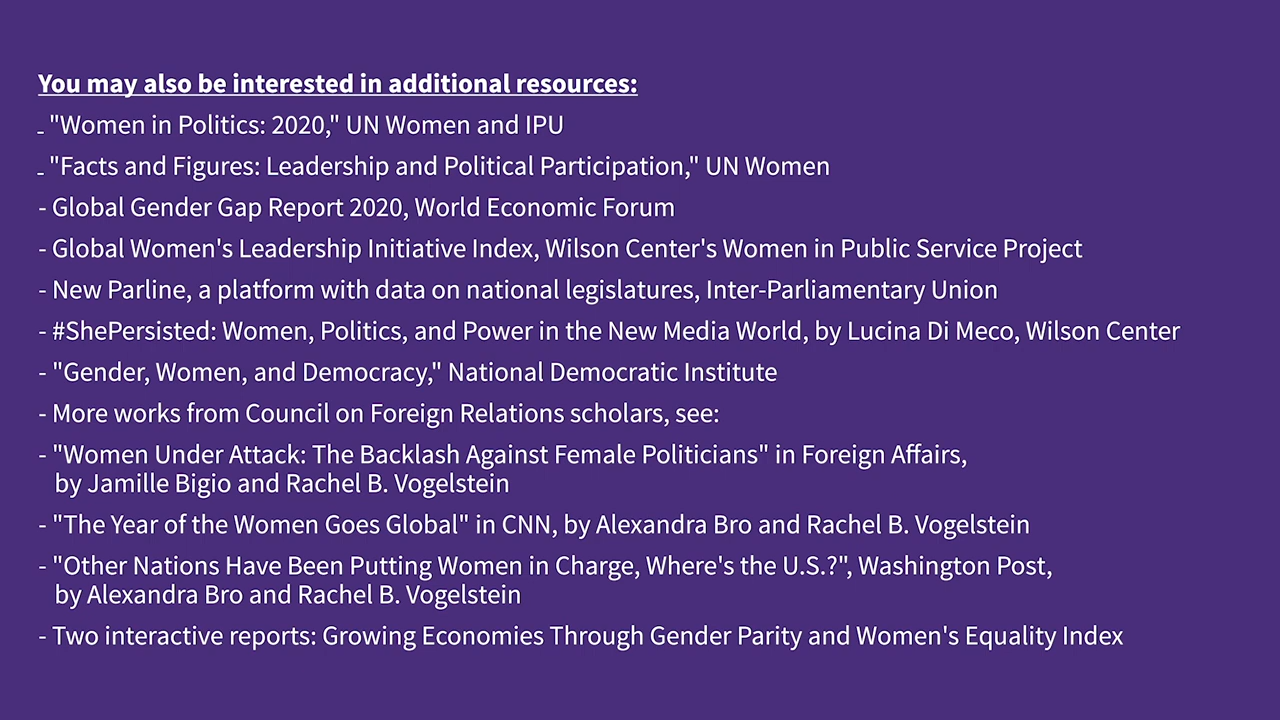 You may also be interested in additional resources:
- "Women in Politics: 2020," UN Women and IPU
- "Facts and Figures: Leadership and Political Participation," UN Women
- Global Gender Gap Report 2020, World Economic Forum
- Global Women's Leadership Initiative Index, Wilson Center's Women in Public Service Project
- New Parline, a platform with data on national legislatures, Inter-Parliamentary Union
- #ShePersisted: Women, Politics, and Power in the New Media World, by Lucina Di Meco, Wilson Center
- "Gender, Women, and Democracy," National Democratic Institute
- More works from Council on Foreign Relations scholars, see:
- "Women Under Attack: The Backlash Against Female Politicians" in Foreign Affairs,
by Jamille Bigio and Rachel B. Vogelstein
- "The Year of the Women Goes Global" in CNN, by Alexandra Bro and Rachel B. Vogelstein
- "Other Nations Have Been Putting Women in Charge, Where's the U.S.?", Washington Post,
by Alexandra Bro and Rachel B. Vogelstein
- Two interactive reports: Growing Economies Through Gender Parity and Women's Equality Index